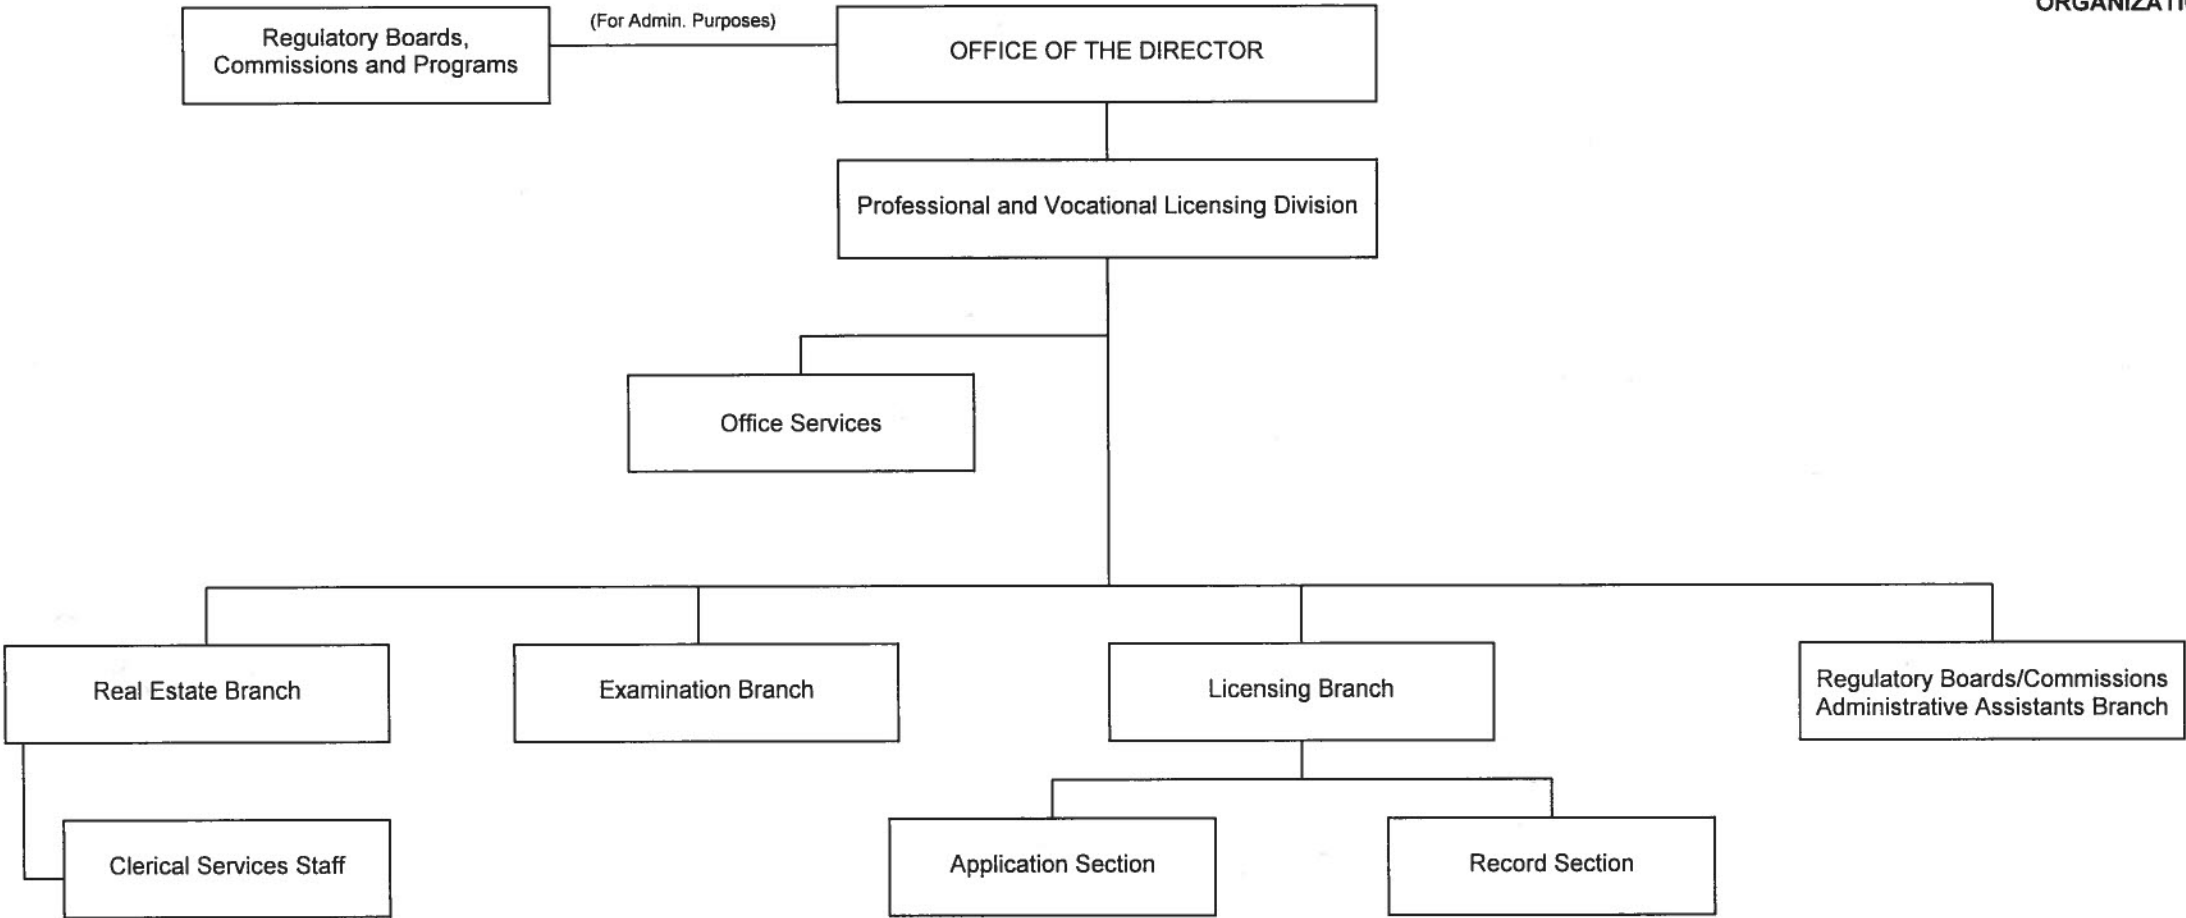 (For Admin. Purposes)
Regulatory Boards,
Commissions and Programs
OFFICE OF THE DIRECTOR
Professional and Vocational Licensing Division
Office Services
Real Estate Branch
Examination Branch
Licensing Branch
Regulatory Boards/Commissions
Administrative Assistants Branch
Clerical Services Staff
Application Section
Record Section